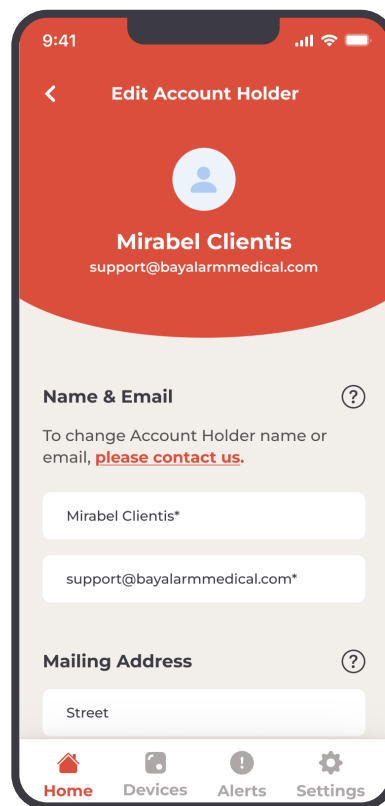 9:41
Edit Account Holder
Mirabel Clientis
support@bayalarmmedical.com
Name & Email
?
To change Account Holder name or
email, please contact us.
Mirabel Clientis*
support@bayalarmmedical.com*
Mailing Address
?
Street
!
Home Devices Alerts Settings